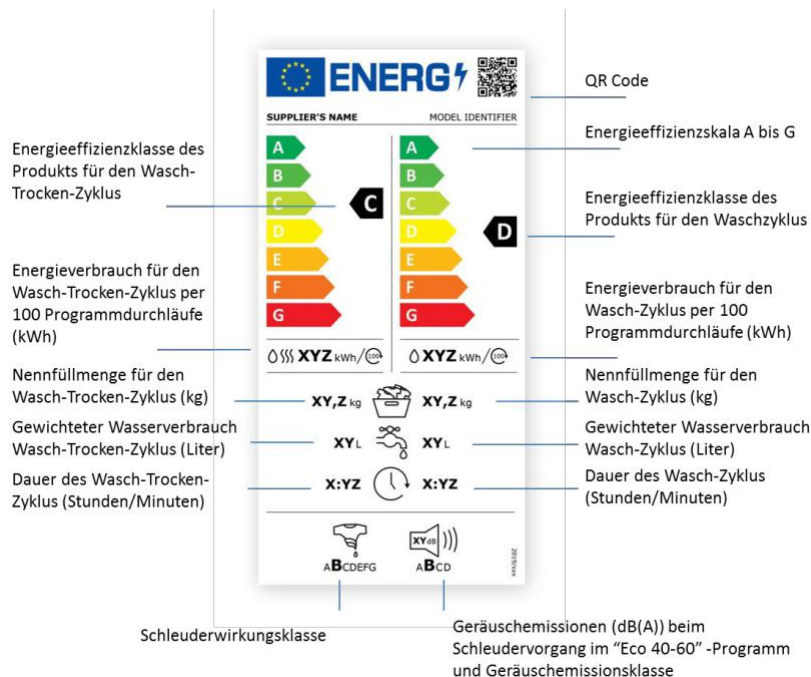 ENERG
QR Code
SUPPLIER'S NAME MODEL IDENTIFIER
Energieeffizienzklasse des
Produkts für den Wasch-
Trocken-Zyklus
Energieeffizienzskala A bis G
A
B
C
D
E
F
G
C
A
B
C
D
E
F
G
D
Energieeffizienzklasse des
Produkts für den Waschzyklus
Energieverbrauch für den
Wasch-Trocken-Zyklus per
100 Programmdurchläufe
(kWh)
XYZ kWh/100
XYZ kWh/100
Energieverbrauch für den
Wasch-Zyklus per 100
Programmdurchläufe (kWh)
Nennfüllmenge für den
Wasch-Trocken-Zyklus (kg)
XY,Z kg
XY,Z kg
Nennfüllmenge für den
Wasch-Zyklus (kg)
Gewichteter Wasserverbrauch
Wasch-Trocken-Zyklus (Liter)
XY L
XY L
Gewichteter Wasserverbrauch
Wasch-Zyklus (Liter)
Dauer des Wasch-Trocken-
Zyklus (Stunden/Minuten)
X:YZ
X:YZ
Dauer des Wasch-Zyklus
(Stunden/Minuten)
ABCDEFG
XY dB
ABCD
2019/xxx
Schleuderwirkungsklasse
Geräuschemissionen (dB(A)) beim
Schleudervorgang im “Eco 40-60” -Programm
und Geräuschemissionsklasse